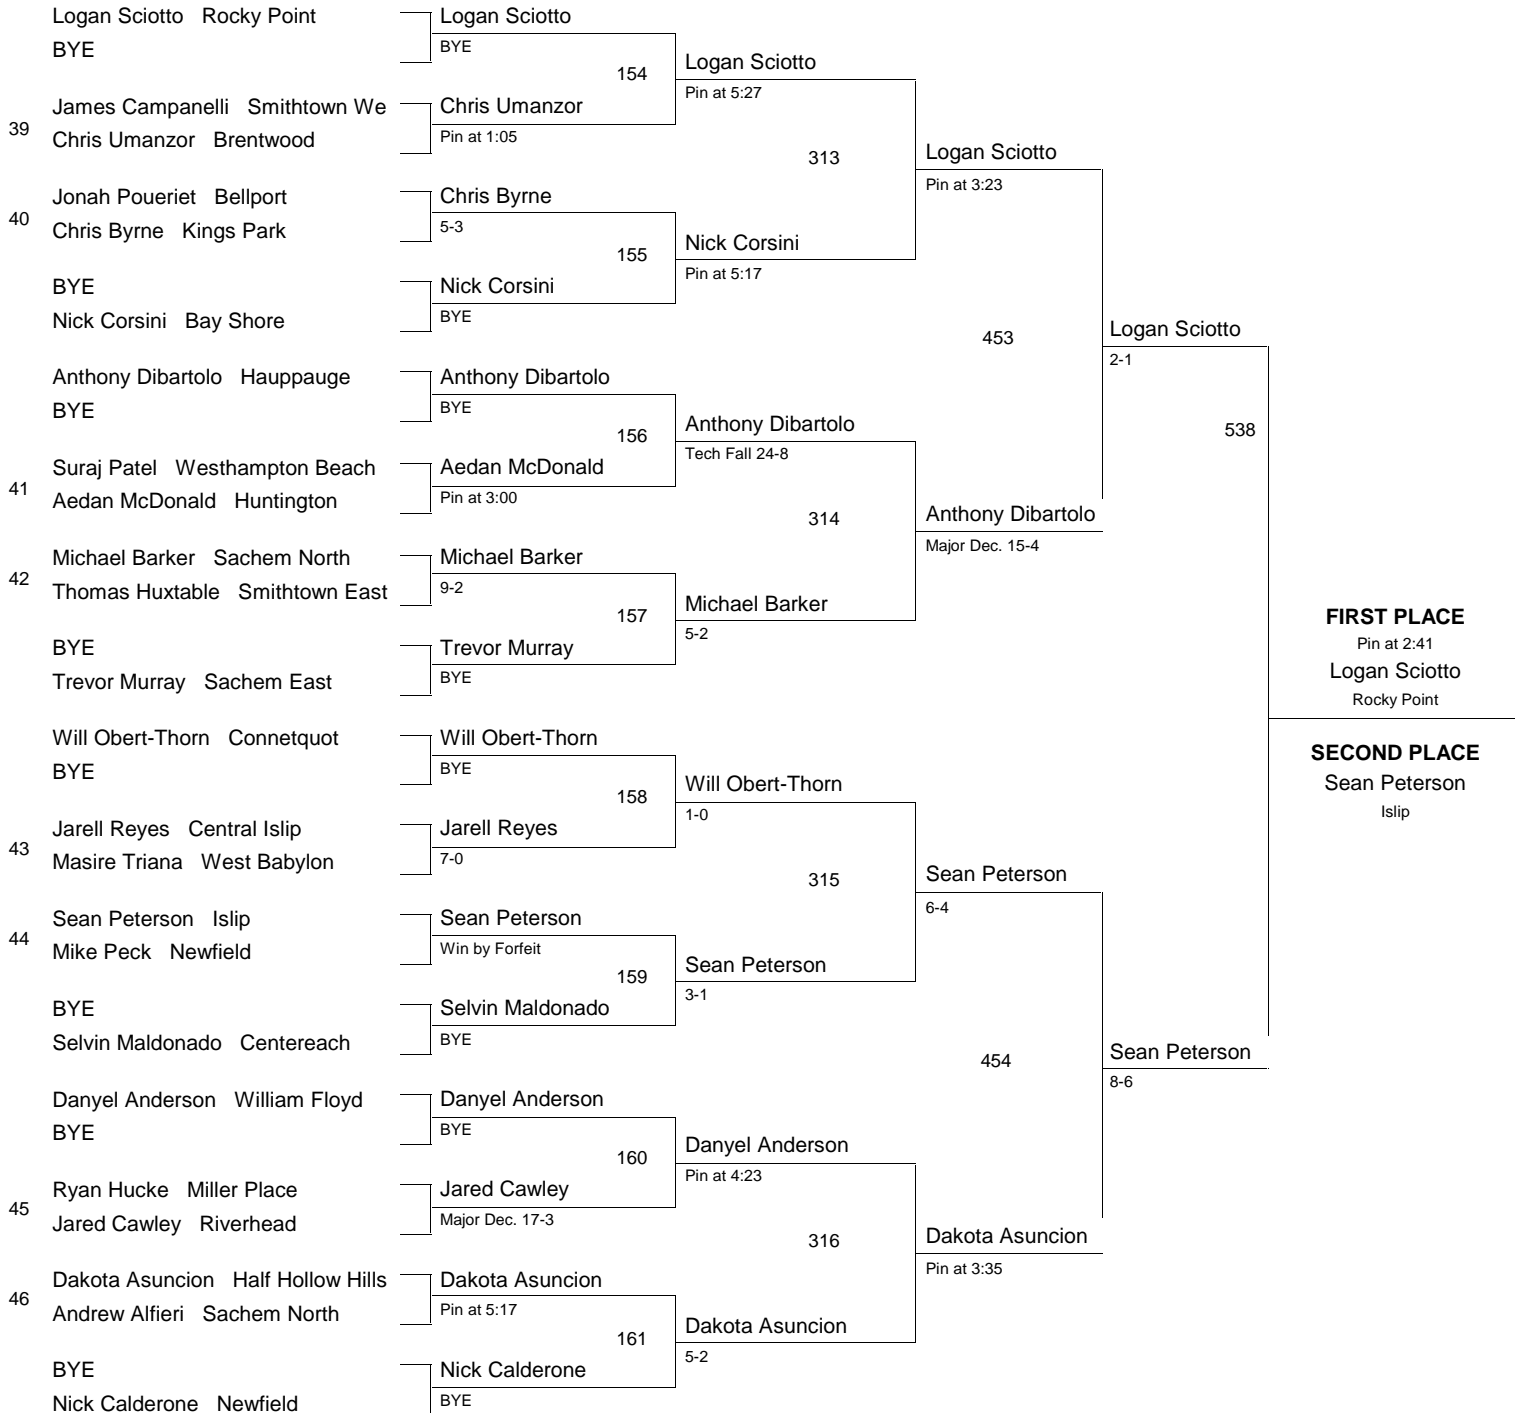 Logan Sciotto Rocky Point
BYE
39
James Campanelli Smithtown We
Chris Umanzor Brentwood
40
Jonah Poueriet Bellport
Chris Byrne Kings Park
BYE
Nick Corsini Bay Shore
Anthony Dibartolo Hauppauge
BYE
41
Suraj Patel Westhampton Beach
Aedan McDonald Huntington
42
Michael Barker Sachem North
Thomas Huxtable Smithtown East
BYE
Trevor Murray Sachem East
Will Obert-Thorn Connetquot
BYE
43
Jarell Reyes Central Islip
Masire Triana West Babylon
44
Sean Peterson Islip
Mike Peck Newfield
BYE
Selvin Maldonado Centereach
Danyel Anderson William Floyd
BYE
45
Ryan Hucke Miller Place
Jared Cawley Riverhead
46
Dakota Asuncion Half Hollow Hills
Andrew Alfieri Sachem North
BYE
Nick Calderone Newfield
Logan Sciotto
BYE
154
Chris Umanzor
Pin at 1:05
Chris Byrne
5-3
155
Nick Corsini
BYE
Anthony Dibartolo
BYE
156
Aedan McDonald
Pin at 3:00
Michael Barker
9-2
157
Trevor Murray
BYE
Will Obert-Thorn
BYE
158
Jarell Reyes
7-0
Sean Peterson
Win by Forfeit
159
Selvin Maldonado
BYE
Danyel Anderson
BYE
160
Jared Cawley
Major Dec. 17-3
Dakota Asuncion
Pin at 5:17
161
Nick Calderone
BYE
Logan Sciotto
Pin at 5:27
313
Nick Corsini
Pin at 5:17
Anthony Dibartolo
Tech Fall 24-8
314
Michael Barker
5-2
Will Obert-Thorn
1-0
315
Sean Peterson
3-1
Danyel Anderson
Pin at 4:23
316
Dakota Asuncion
5-2
Logan Sciotto
Pin at 3:23
453
Anthony Dibartolo
Major Dec. 15-4
Sean Peterson
6-4
454
Dakota Asuncion
Pin at 3:35
Logan Sciotto
2-1
538
Sean Peterson
8-6
FIRST PLACE
Pin at 2:41
Logan Sciotto
Rocky Point
SECOND PLACE
Sean Peterson
Islip